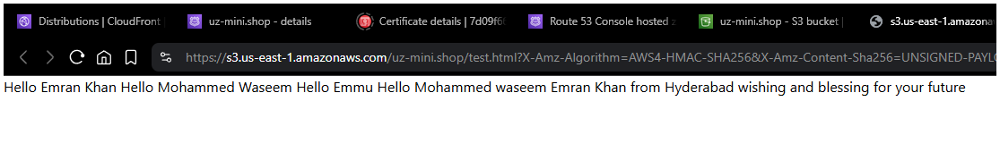 Distributions | CloudFront
uz-mini.shop - details
Certificate details | 7d09f6
Route 53 Console hosted z
uz-mini.shop - S3 bucket |
s3.us-east-1.amazonaw
https://s3.us-east-1.amazonaws.com/uz-mini.shop/test.html?X-Amz-Algorithm=AWS4-HMAC-SHA256&X-Amz-Content-Sha256=UNSIGNED-PAYLO
Hello Emran Khan Hello Mohammed Waseem Hello Emmu Hello Mohammed waseem Emran Khan from Hyderabad wishing and blessing for your future